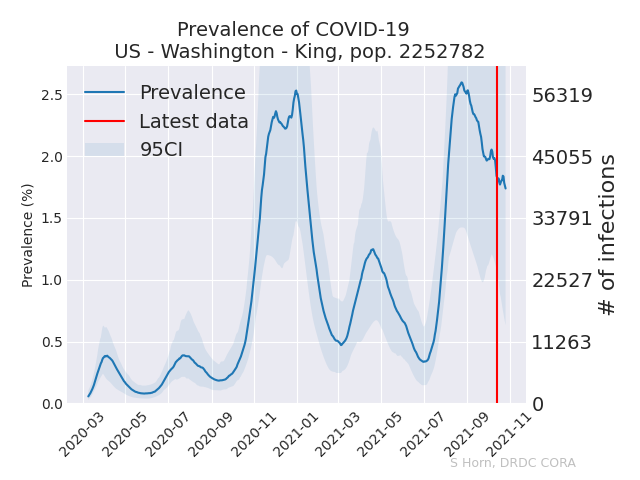 Prevalence of COVID-19
US - Washington - King, pop. 2252782
Prevalence
Latest data
95CI
Prevalence (%)
2.5
2.0
1.5
1.0
0.5
0.0
56319
45055
33791
22527
11263
0
# of infections
2020-03
2020-05
2020-07
2020-09
2020-11
2021-01
2021-03
2021-05
2021-07
2021-09
2021-11
S Horn, DRDC CORA